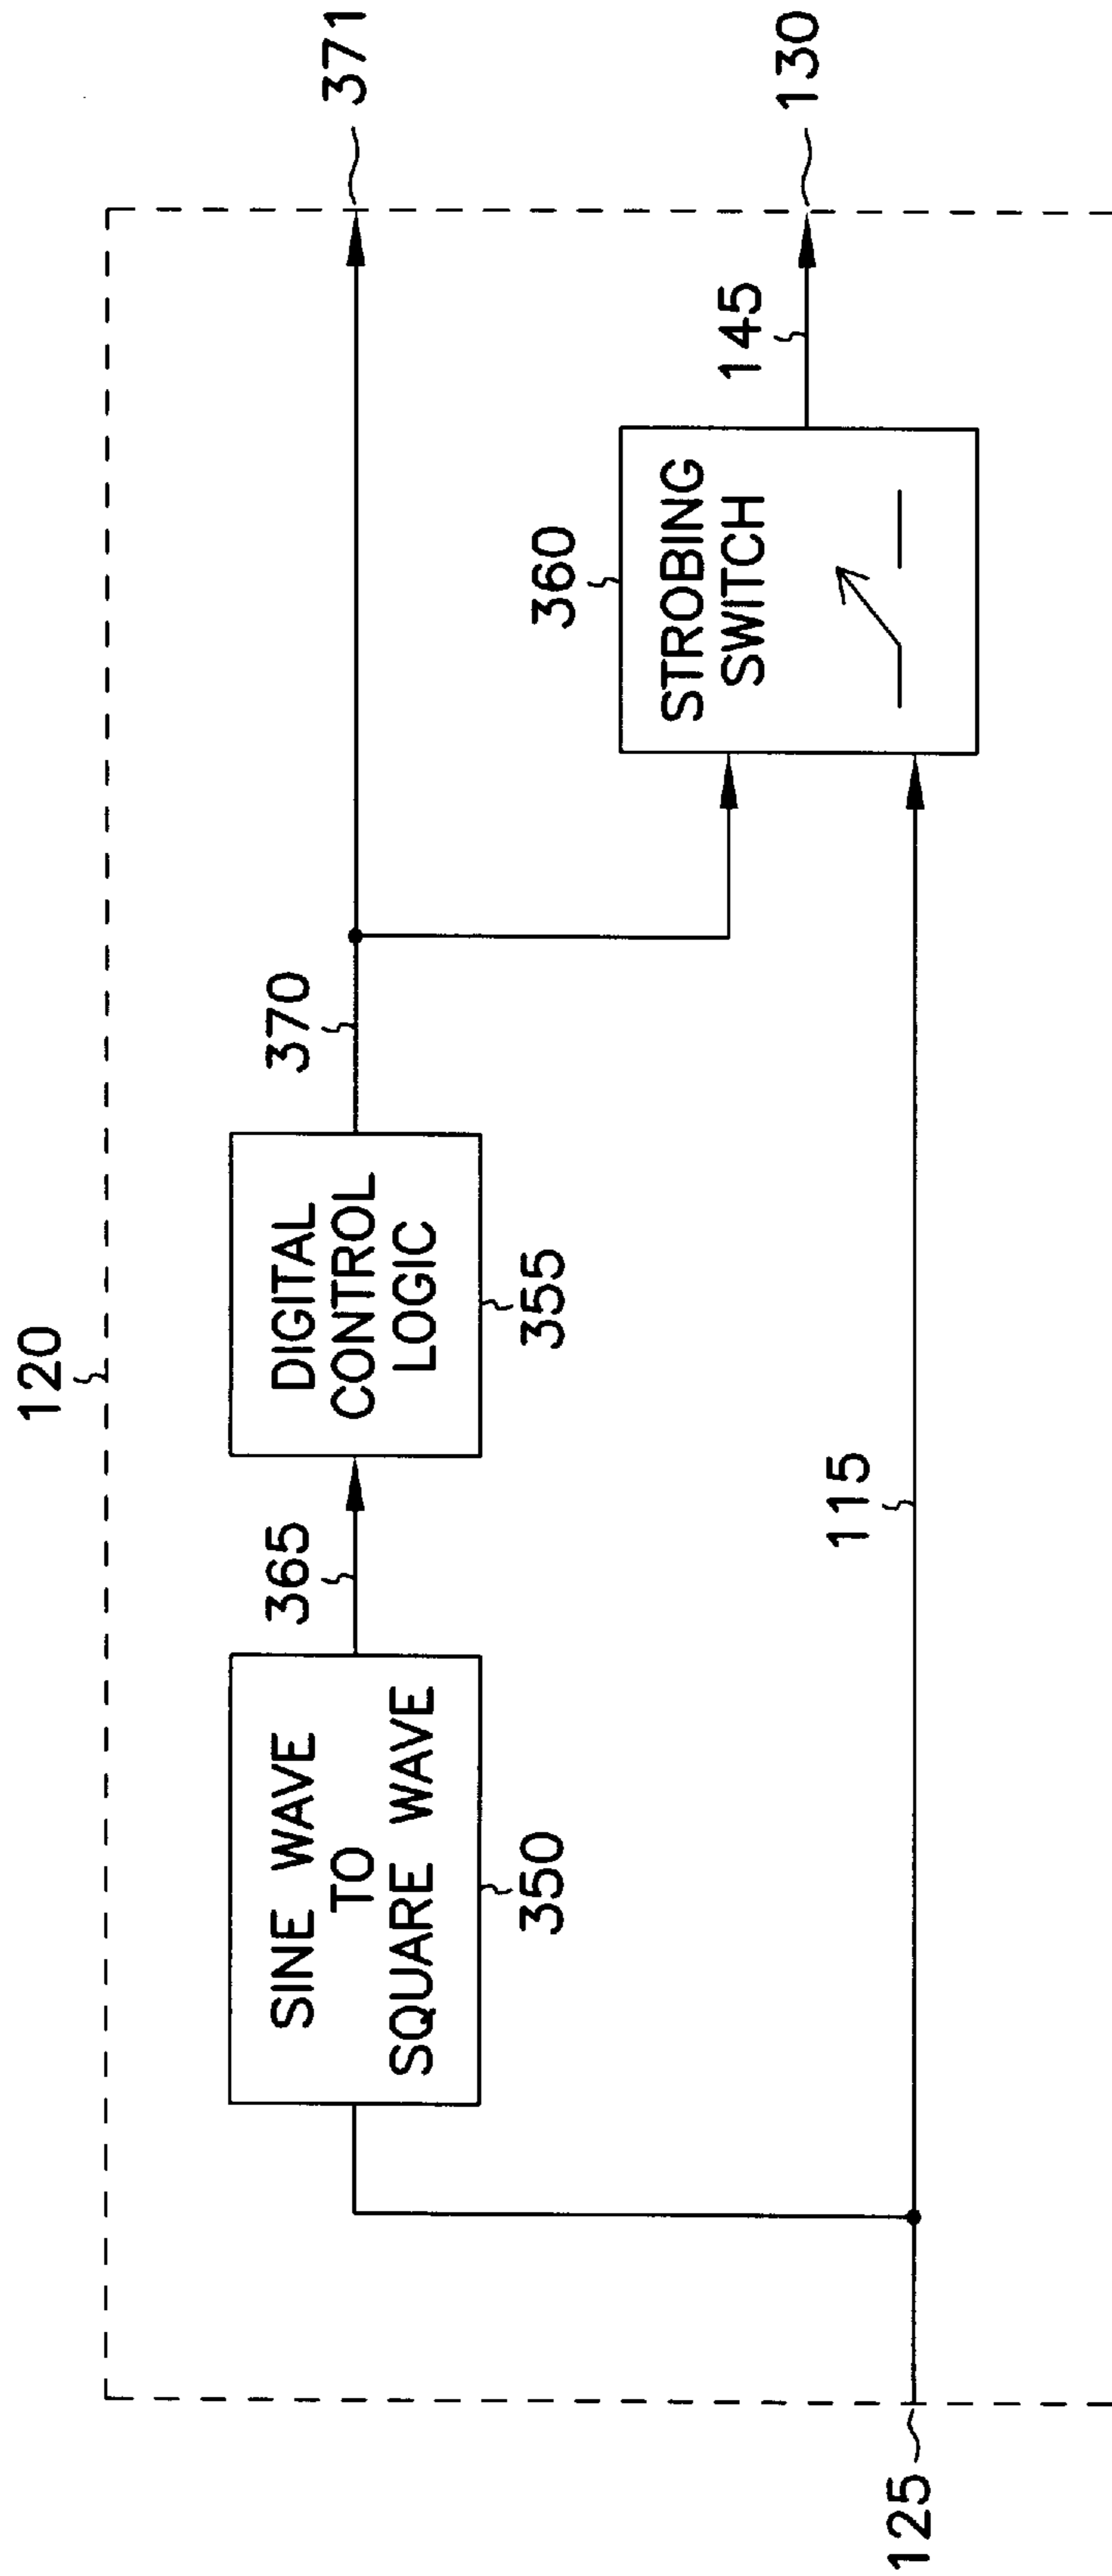 120
371
370
365
SINE WAVE
TO
SQUARE WAVE
350
DIGITAL
CONTROL
LOGIC
355
360
STROBING
SWITCH
145
130
115
125